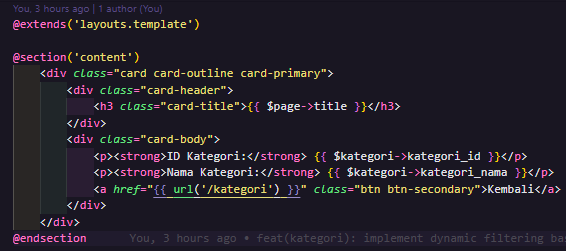 You, 3 hours ago | 1 author (You)
@extends('layouts.template')
@section('content')
<div class="card card-outline card-primary">
<div class="card-header">
<h3 class="card-title">{{ $page->title }}</h3>
</div>
<div class="card-body">
<p><strong>ID Kategori:</strong> {{ $kategori->kategori_id }}</p>
<p><strong>Nama Kategori:</strong> {{ $kategori->kategori_nama }}</p>
<a href="{{ url('/kategori') }}" class="btn btn-secondary">Kembali</a>
</div>
</div>
@endsection You, 3 hours ago • feat(kategori): implement dynamic filtering ba